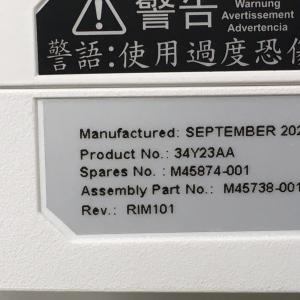 警告
Warnung
Avertissement
Advertencia
警語:使用過度恐
Manufactured: SEPTEMBER 202
Product No.: 34Y23AA
Spares No. : M45874-001
Assembly Part No.: M45738-001
Rev.: RIM101